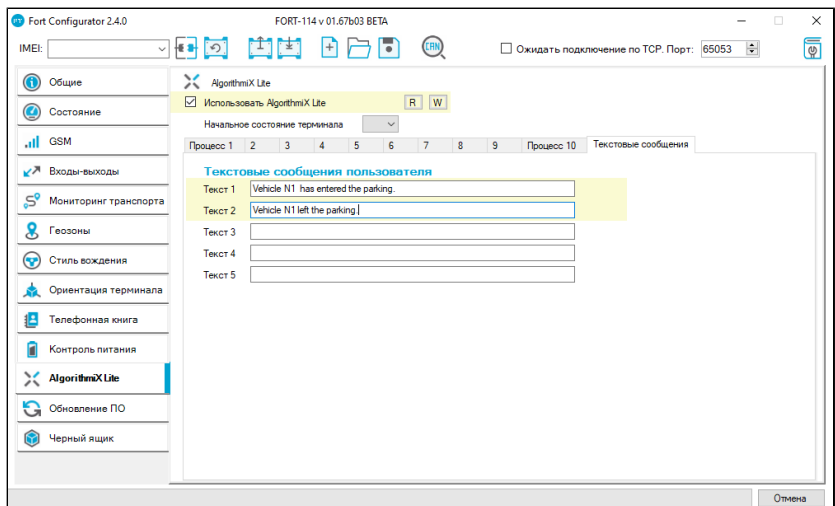 Fort Configurator 2.4.0 FORT-114 v 01.67b03 BETA
IMEI: CAN Ожидать подключение по TCP. Порт: 65053
Общие
Состояние
GSM
Входы-выходы
Мониторинг транспорта
Геозоны
Стиль вождения
Ориентация терминала
Телефонная книга
Контроль питания
AlgorithmiX Lite
Обновление ПО
Черный ящик
AlgorithmiX Lite
Использовать AlgorithmiX Lite R W
Начальное состояние терминала
Процесс 1 2 3 4 5 6 7 8 9 Процесс 10 Текстовые сообщения
Текстовые сообщения пользователя
Текст 1 Vehicle N1 has entered the parking.
Текст 2 Vehicle N1 left the parking.
Текст 3
Текст 4
Текст 5
Отмена